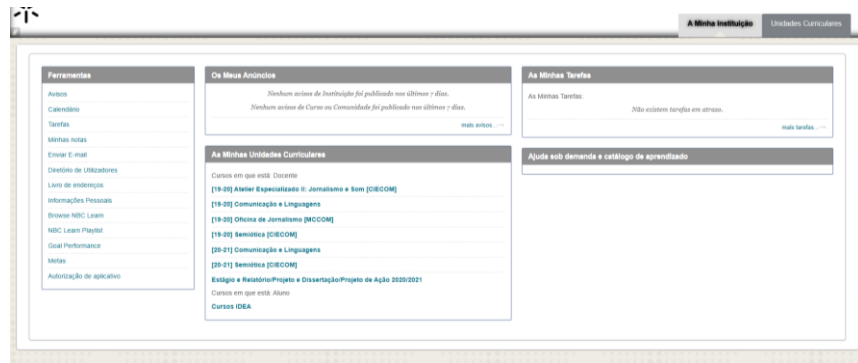 A Minha Instituição
Unidades Curriculares
Ferramentas
Avisos
Calendário
Tarefas
Minhas notas
Enviar E-mail
Diretório de Utilizadores
Livro de endereços
Informações Pessoais
Browse NBC Learn
NBC Learn Playlist
Goal Performance
Metas
Autorização de aplicativo
Os Meus Anúncios
Nenhum avisos de Instituição foi publicado nos últimos 7 dias.
Nenhum avisos de Curso ou Comunidade foi publicado nos últimos 7 dias.
mais avisos...→
As Minhas Unidades Curriculares
Cursos em que está: Docente
[19-20] Atelier Especializado II: Jornalismo e Som [CIECOM]
[19-20] Comunicação e Linguagens
[19-20] Oficina de Jornalismo [MCCOM]
[19-20] Semiótica [CIECOM]
[20-21] Comunicação e Linguagens
[20-21] Semiótica [CIECOM]
Estágio e Relatório/Projeto e Dissertação/Projeto de Ação 2020/2021
Cursos em que está: Aluno
Cursos IDEA
As Minhas Tarefas
As Minhas Tarefas:
Não existem tarefas em atraso.
mais tarefas...→
Ajuda sob demanda e catálogo de aprendizado